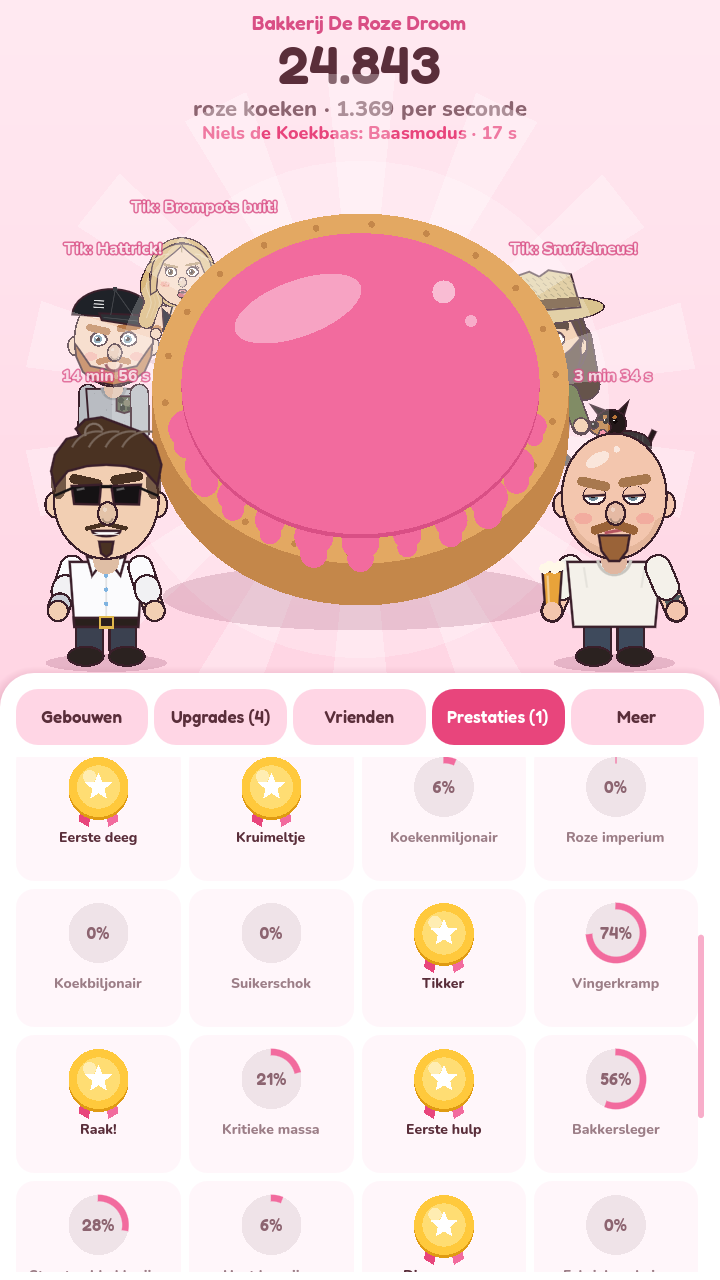 Bakkerij De Roze Droom
24.843
roze koeken · 1.369 per seconde
Niels de Koekbaas: Baasmodus · 17 s
Tik: Brompots buit!
Tik: Hattrick!
Tik: Snuffelneus!
14 min 56 s
3 min 34 s
Gebouwen
Upgrades (4)
Vrienden
Prestaties (1)
Meer
6%
0%
Eerste deeg
Kruimeltje
Koekenmiljonair
Roze imperium
0%
0%
74%
Koekbiljonair
Suikerschok
Tikker
Vingerkramp
21%
56%
Raak!
Kritieke massa
Eerste hulp
Bakkersleger
28%
6%
0%